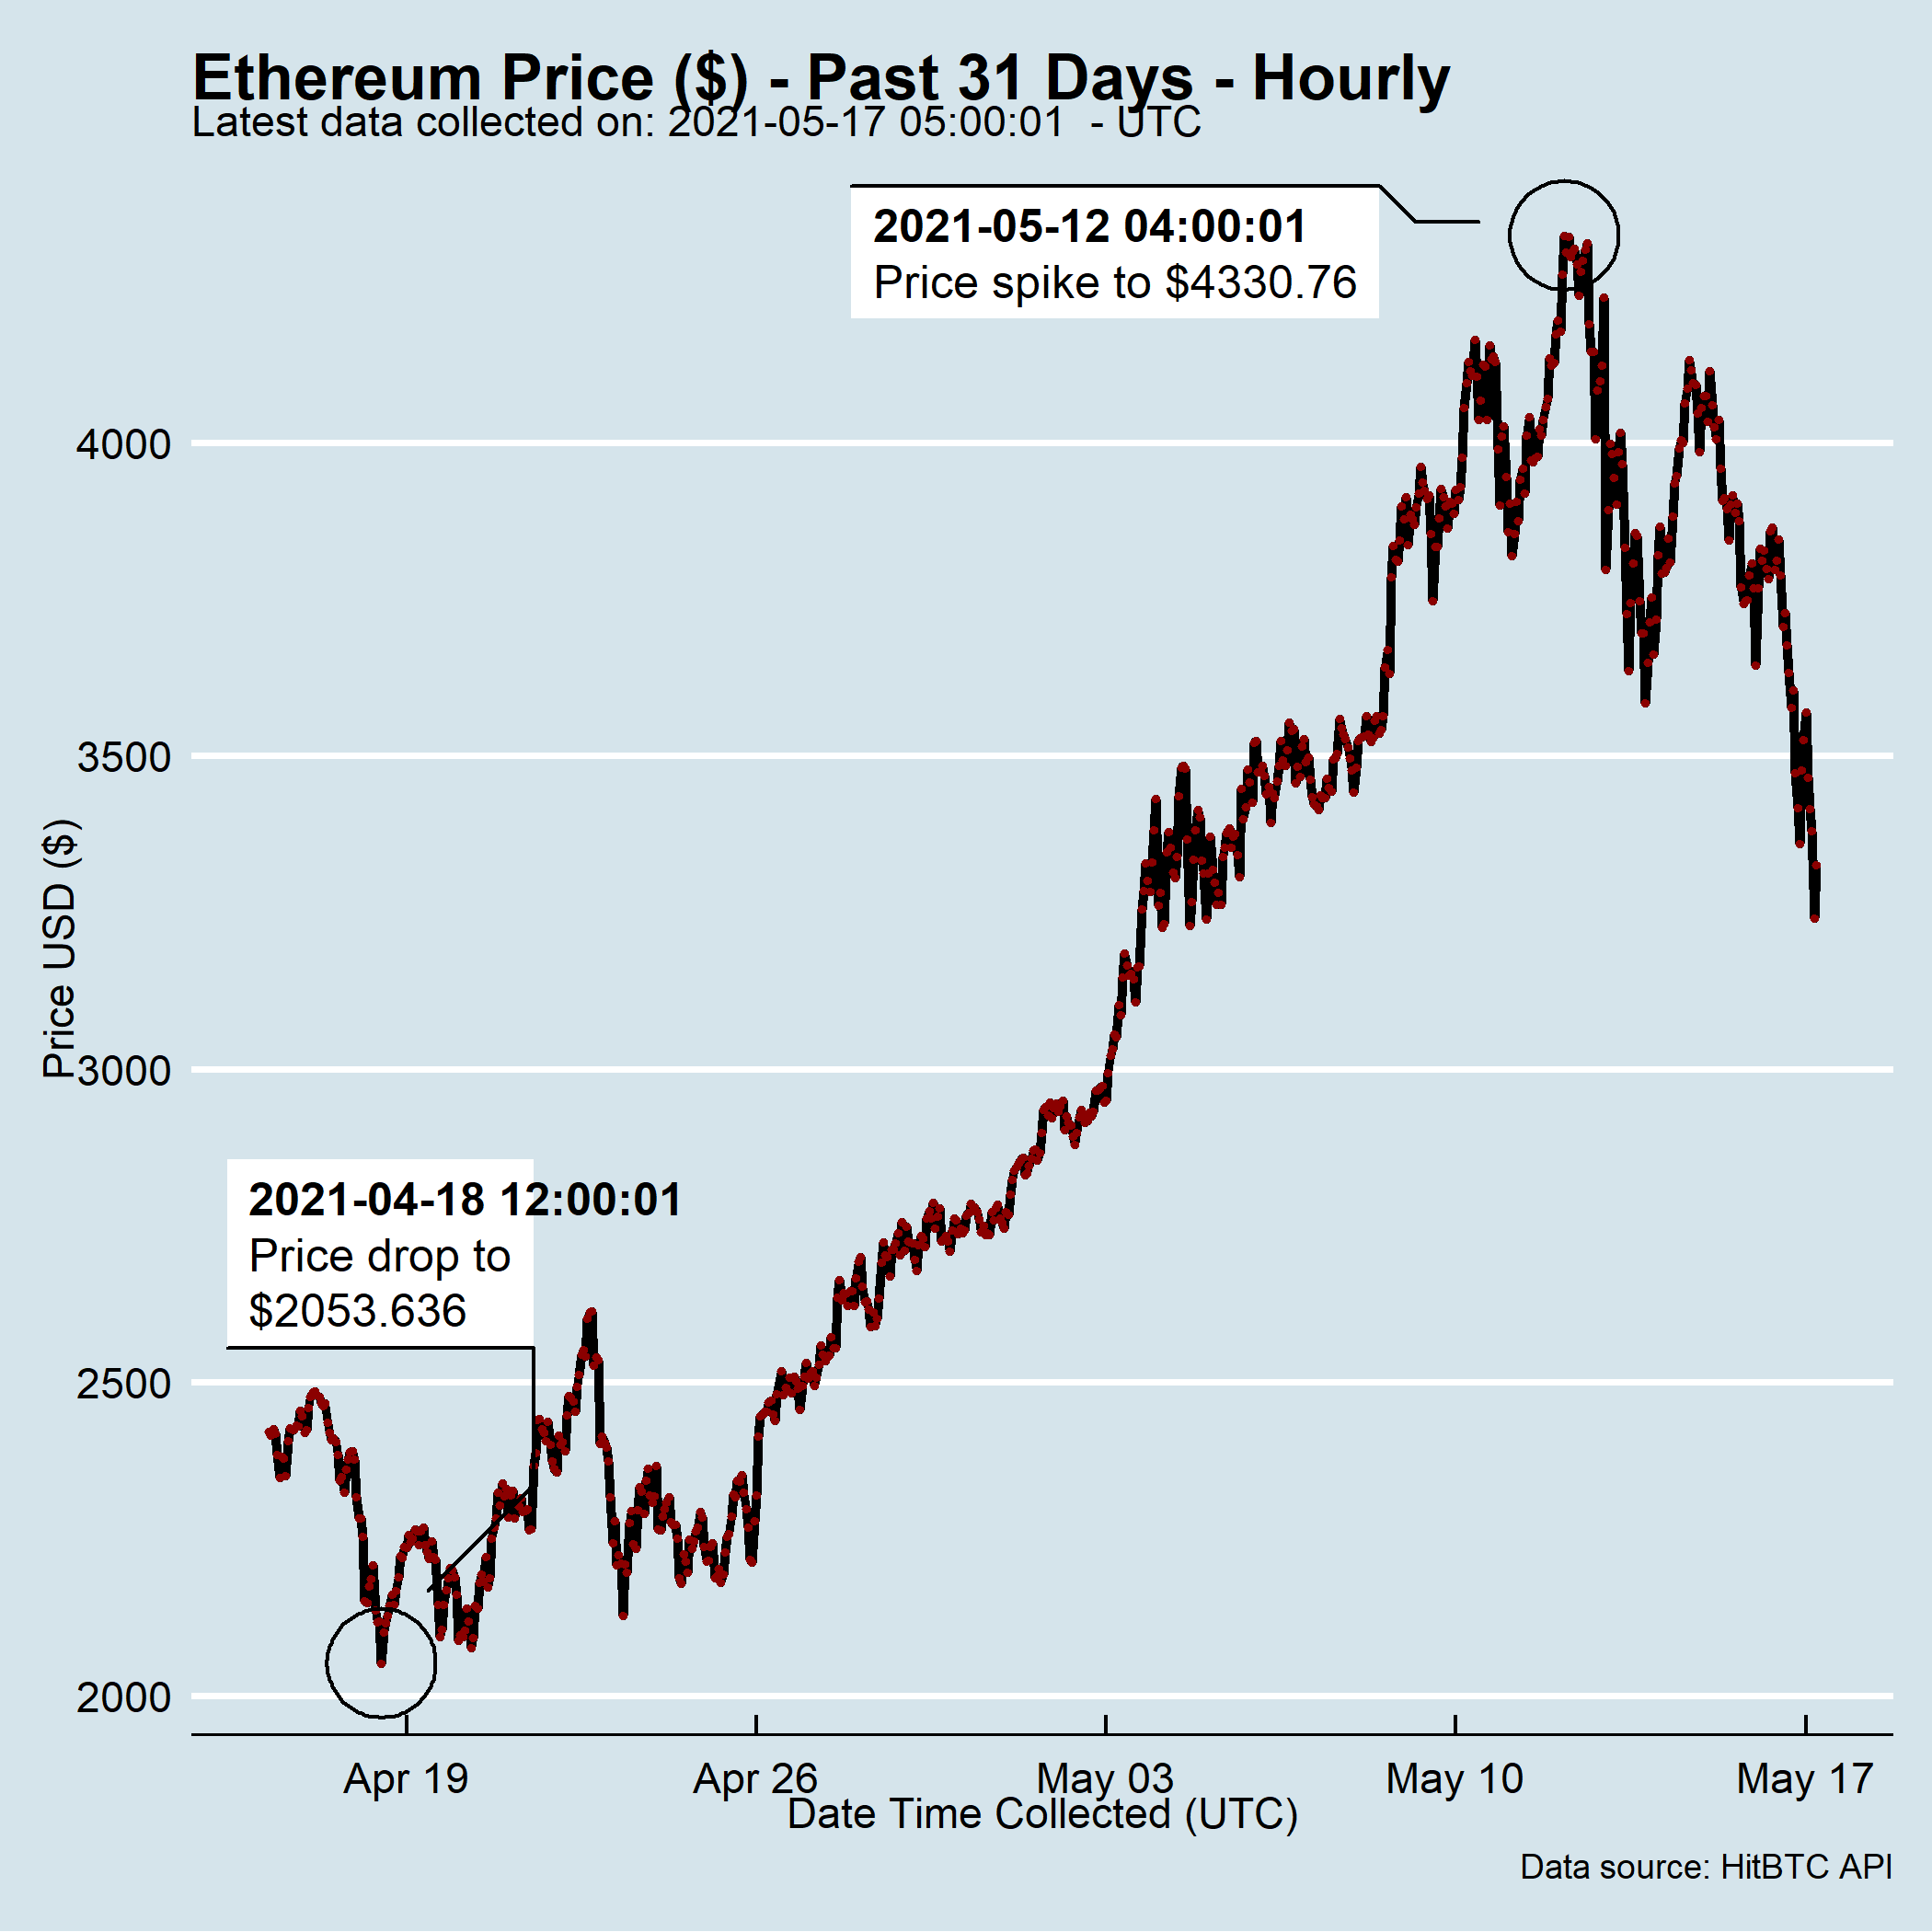 Ethereum Price ($) - Past 31 Days - Hourly
Latest data collected on: 2021-05-17 05:00:01  - UTC
2021-05-12 04:00:01
Price spike to $4330.76
4000
3500
Price USD ($)
3000
2021-04-18 12:00:01
Price drop to
$2053.636
2500
2000
Apr 19
Apr 26
May 03
May 10
May 17
Date Time Collected (UTC)
Data source: HitBTC API